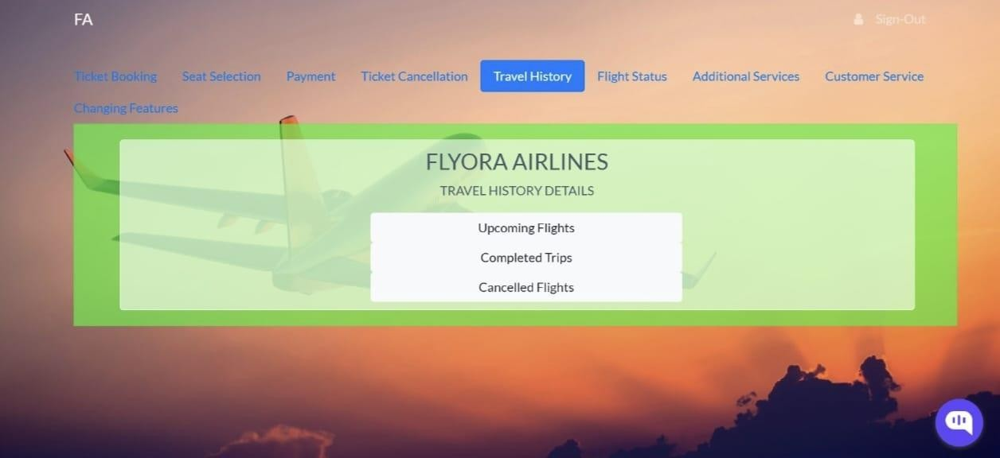 FA
Sign-Out
Ticket Booking Seat Selection Payment Ticket Cancellation Travel History Flight Status Additional Services Customer Service
Changing Features
FLYORA AIRLINES
TRAVEL HISTORY DETAILS
Upcoming Flights
Completed Trips
Cancelled Flights